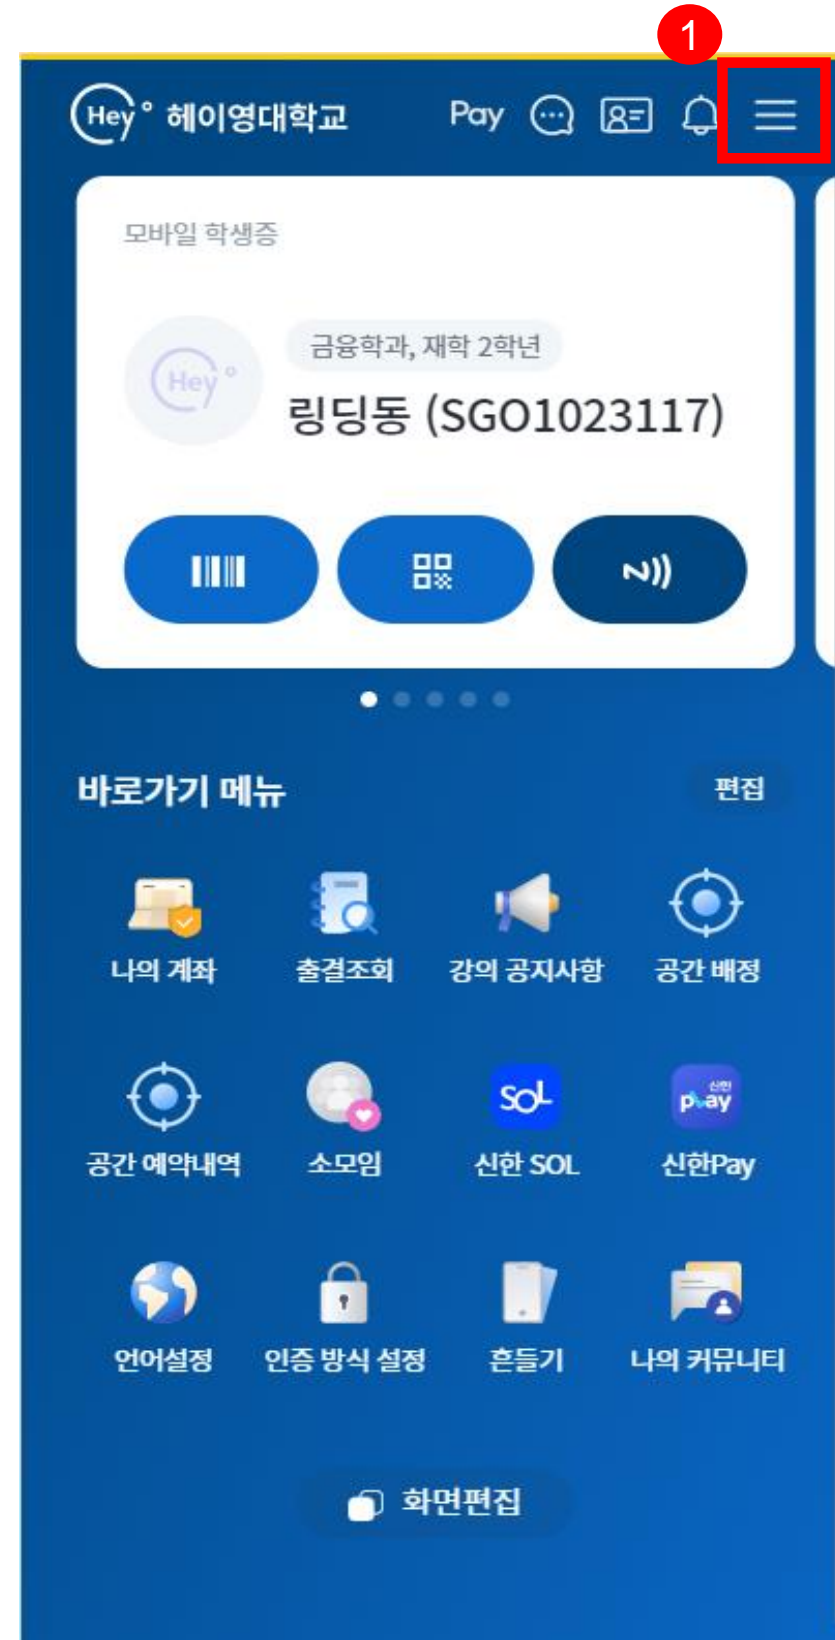 1
Hey 헤이영대학교 Pay
모바일 학생증
금융학과, 재학 2학년
Hey
링딩동 (SGO1023117)
바로가기 메뉴 편집
나의 계좌 출결조회 강의 공지사항 공간 배정
SOL 신한 pLay
공간 예약내역 소모임 신한 SOL 신한Pay
언어설정 인증 방식 설정 흔들기 나의 커뮤니티
화면편집